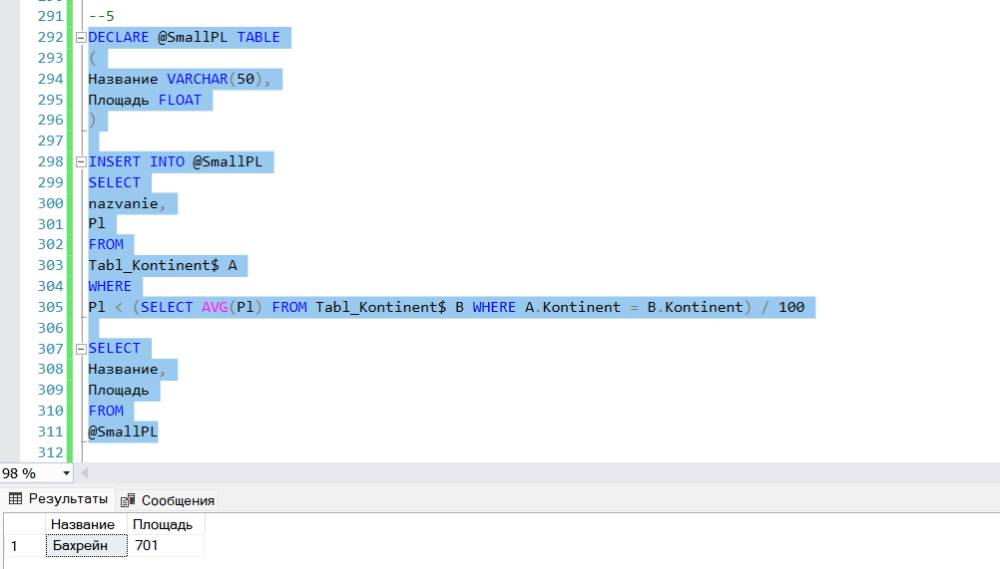 291 --5
292 DECLARE @SmallPL TABLE
293 (
294 Название VARCHAR(50),
295 Площадь FLOAT
296 )
297
298 INSERT INTO @SmallPL
299 SELECT
300 nazvanie,
301 Pl
302 FROM
303 Tabl_Kontinent$ A
304 WHERE
305 Pl < (SELECT AVG(Pl) FROM Tabl_Kontinent$ B WHERE A.Kontinent = B.Kontinent) / 100
306
307 SELECT
308 Название,
309 Площадь
310 FROM
311 @SmallPL
312
98 %
Результаты Сообщения
Название Площадь
1 Бахрейн 701